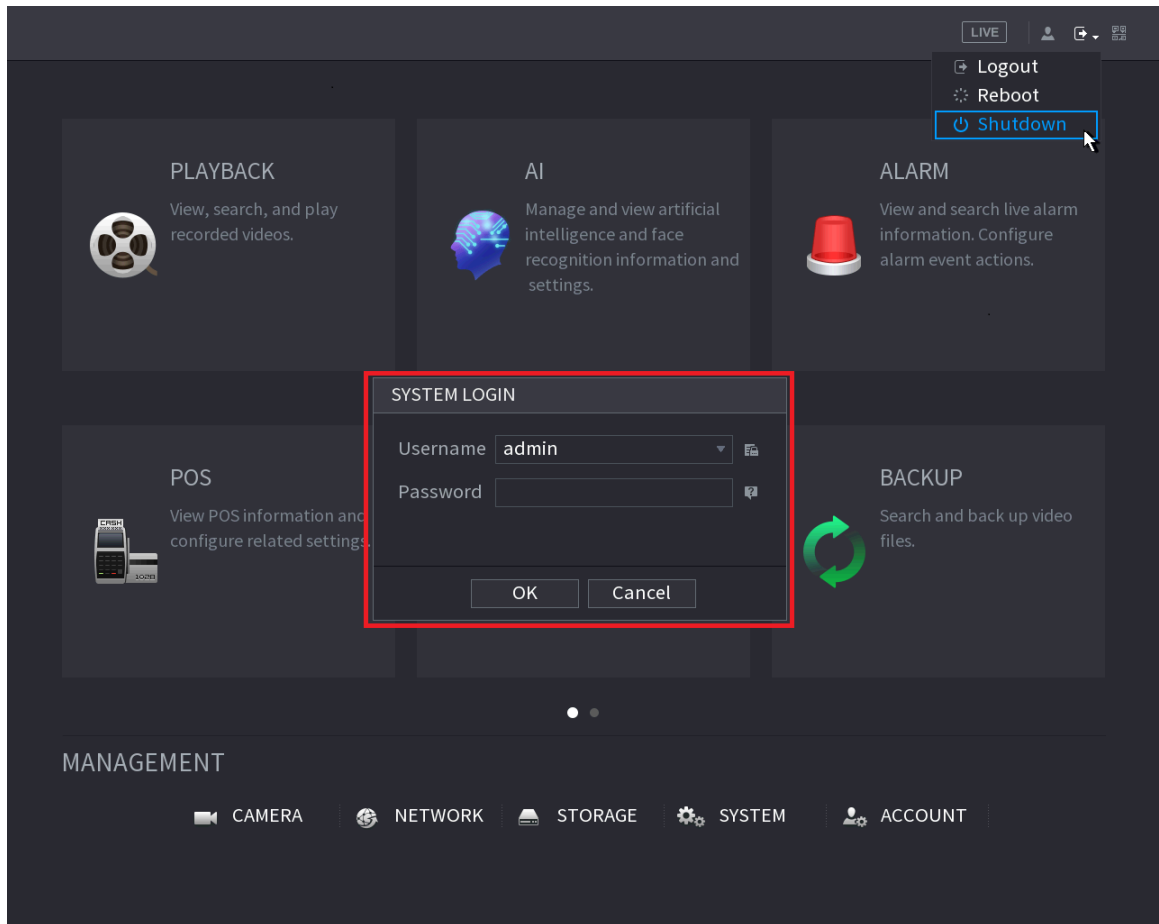 LIVE
Logout
Reboot
Shutdown
PLAYBACK
View, search, and play
recorded videos.
AI
Manage and view artificial
intelligence and face
recognition information and
settings.
ALARM
View and search live alarm
information. Configure
alarm event actions.
SYSTEM LOGIN
Username admin
Password
OK Cancel
POS
View POS information and
configure related settings.
CASH
BACKUP
Search and back up video
files.
MANAGEMENT
CAMERA NETWORK STORAGE SYSTEM ACCOUNT